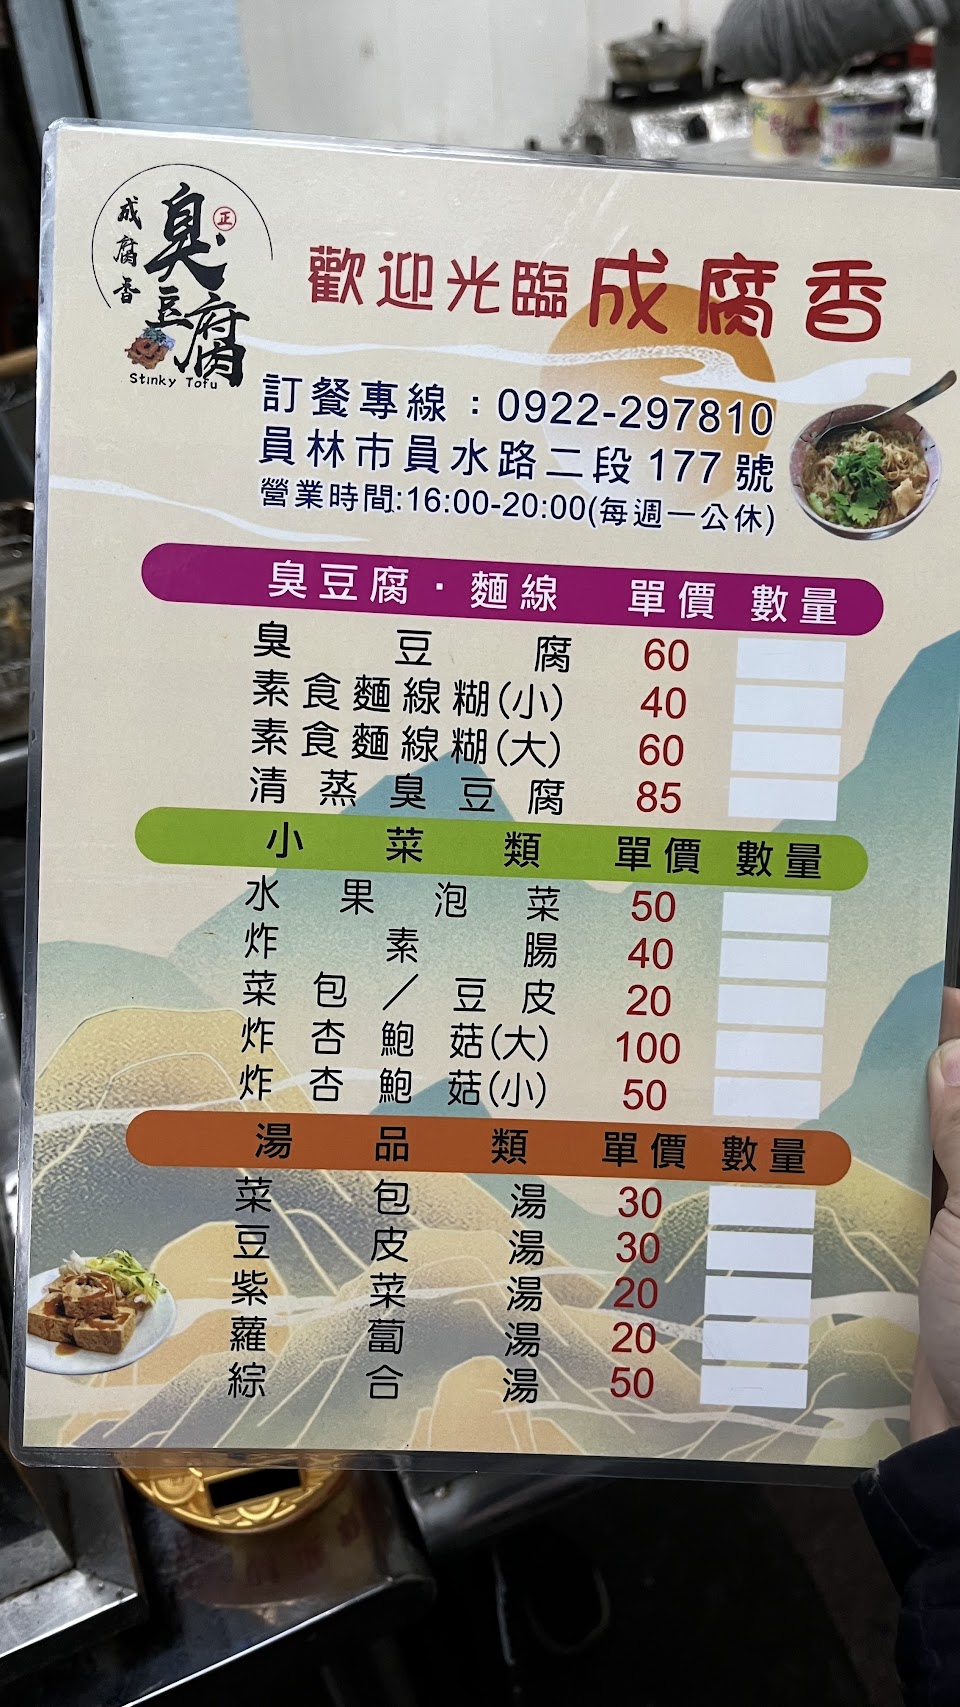 成腐香
臭豆腐
正
Stinky Tofu
歡迎光臨成腐香
訂餐專線：0922-297810
員林市員水路二段177號
營業時間:16:00-20:00(每週一公休)
臭豆腐·麵線 單價 數量
臭豆腐 60
素食麵線糊(小) 40
素食麵線糊(大) 60
清蒸臭豆腐 85
小菜類 單價 數量
水果泡菜 50
炸素腸 40
菜包／豆皮 20
炸杏鮑菇(大) 100
炸杏鮑菇(小) 50
湯品類 單價 數量
菜包湯 30
豆皮湯 30
紫菜湯 20
蘿蔔湯 20
綜合湯 50